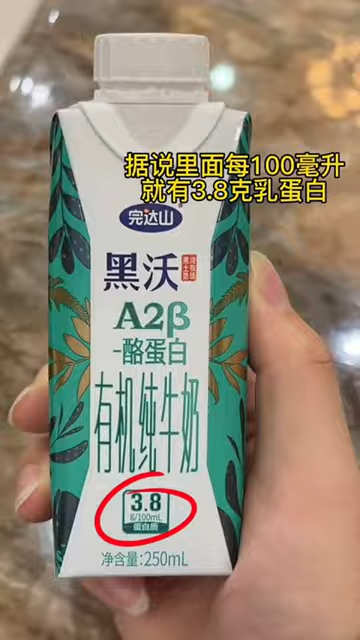 据说里面每100毫升
就有3.8克乳蛋白
完达山
黑沃
A2β
-酪蛋白
有机纯牛奶
3.8
g/100mL
蛋白质
净含量:250mL